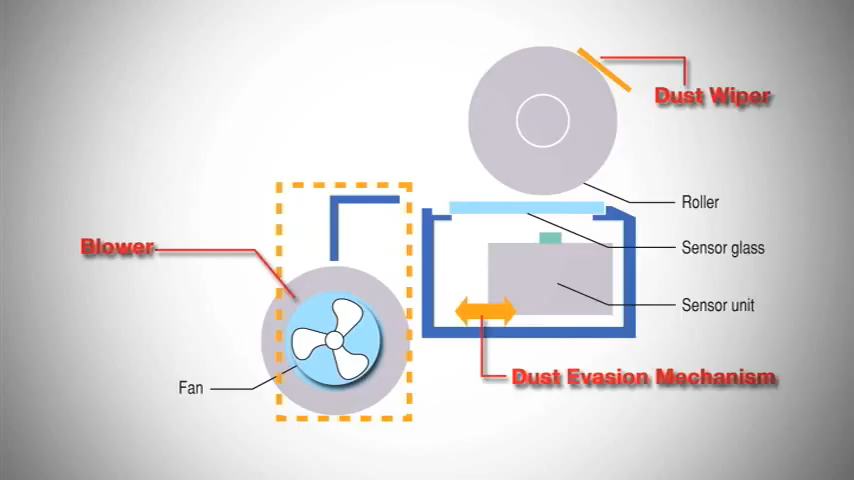 Dust Wiper
Roller
Blower
Sensor glass
Sensor unit
Dust Evasion Mechanism
Fan